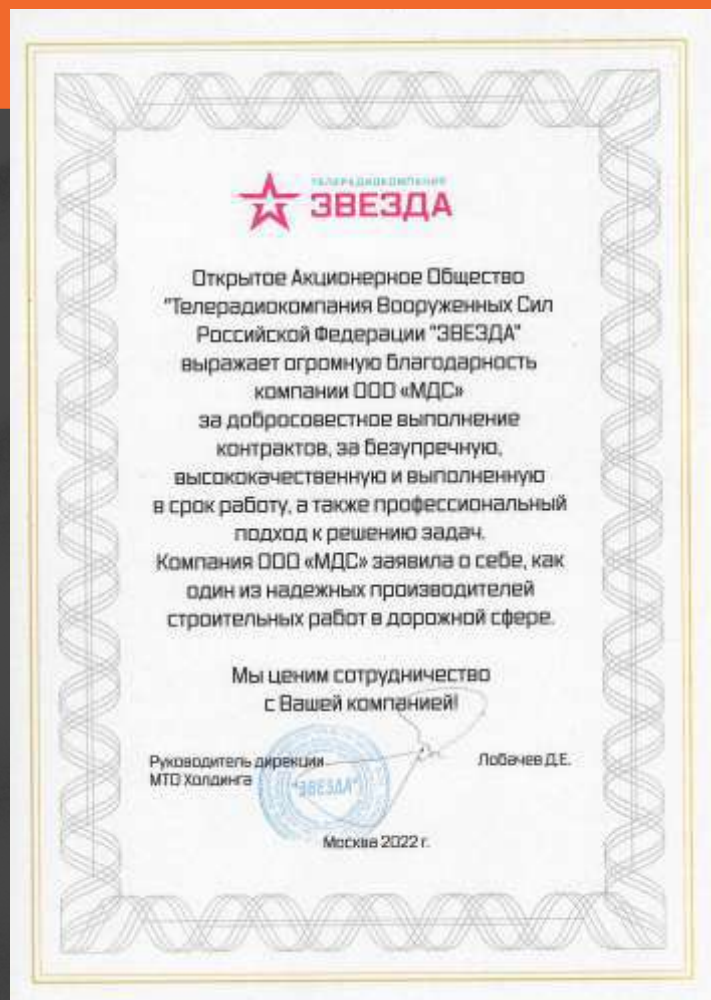 ТЕЛЕРАДИОКОМПАНИЯ
ЗВЕЗДА
Открытое Акционерное Общество
"Телерадиокомпания Вооруженных Сил
Российской Федерации "ЗВЕЗДА"
выражает огромную благодарность
компании ООО «МДС»
за добросовестное выполнение
контрактов, за безупречную,
высококачественную и выполненную
в срок работу, а также профессиональный
подход к решению задач.
Компания ООО «МДС» заявила о себе, как
один из надежных производителей
строительных работ в дорожной сфере.
Мы ценим сотрудничество
с Вашей компанией!
Руководитель дирекции
МТО Холдинга
Лобачев Д.Е.
"ЗВЕЗДА"
Москва 2022 г.